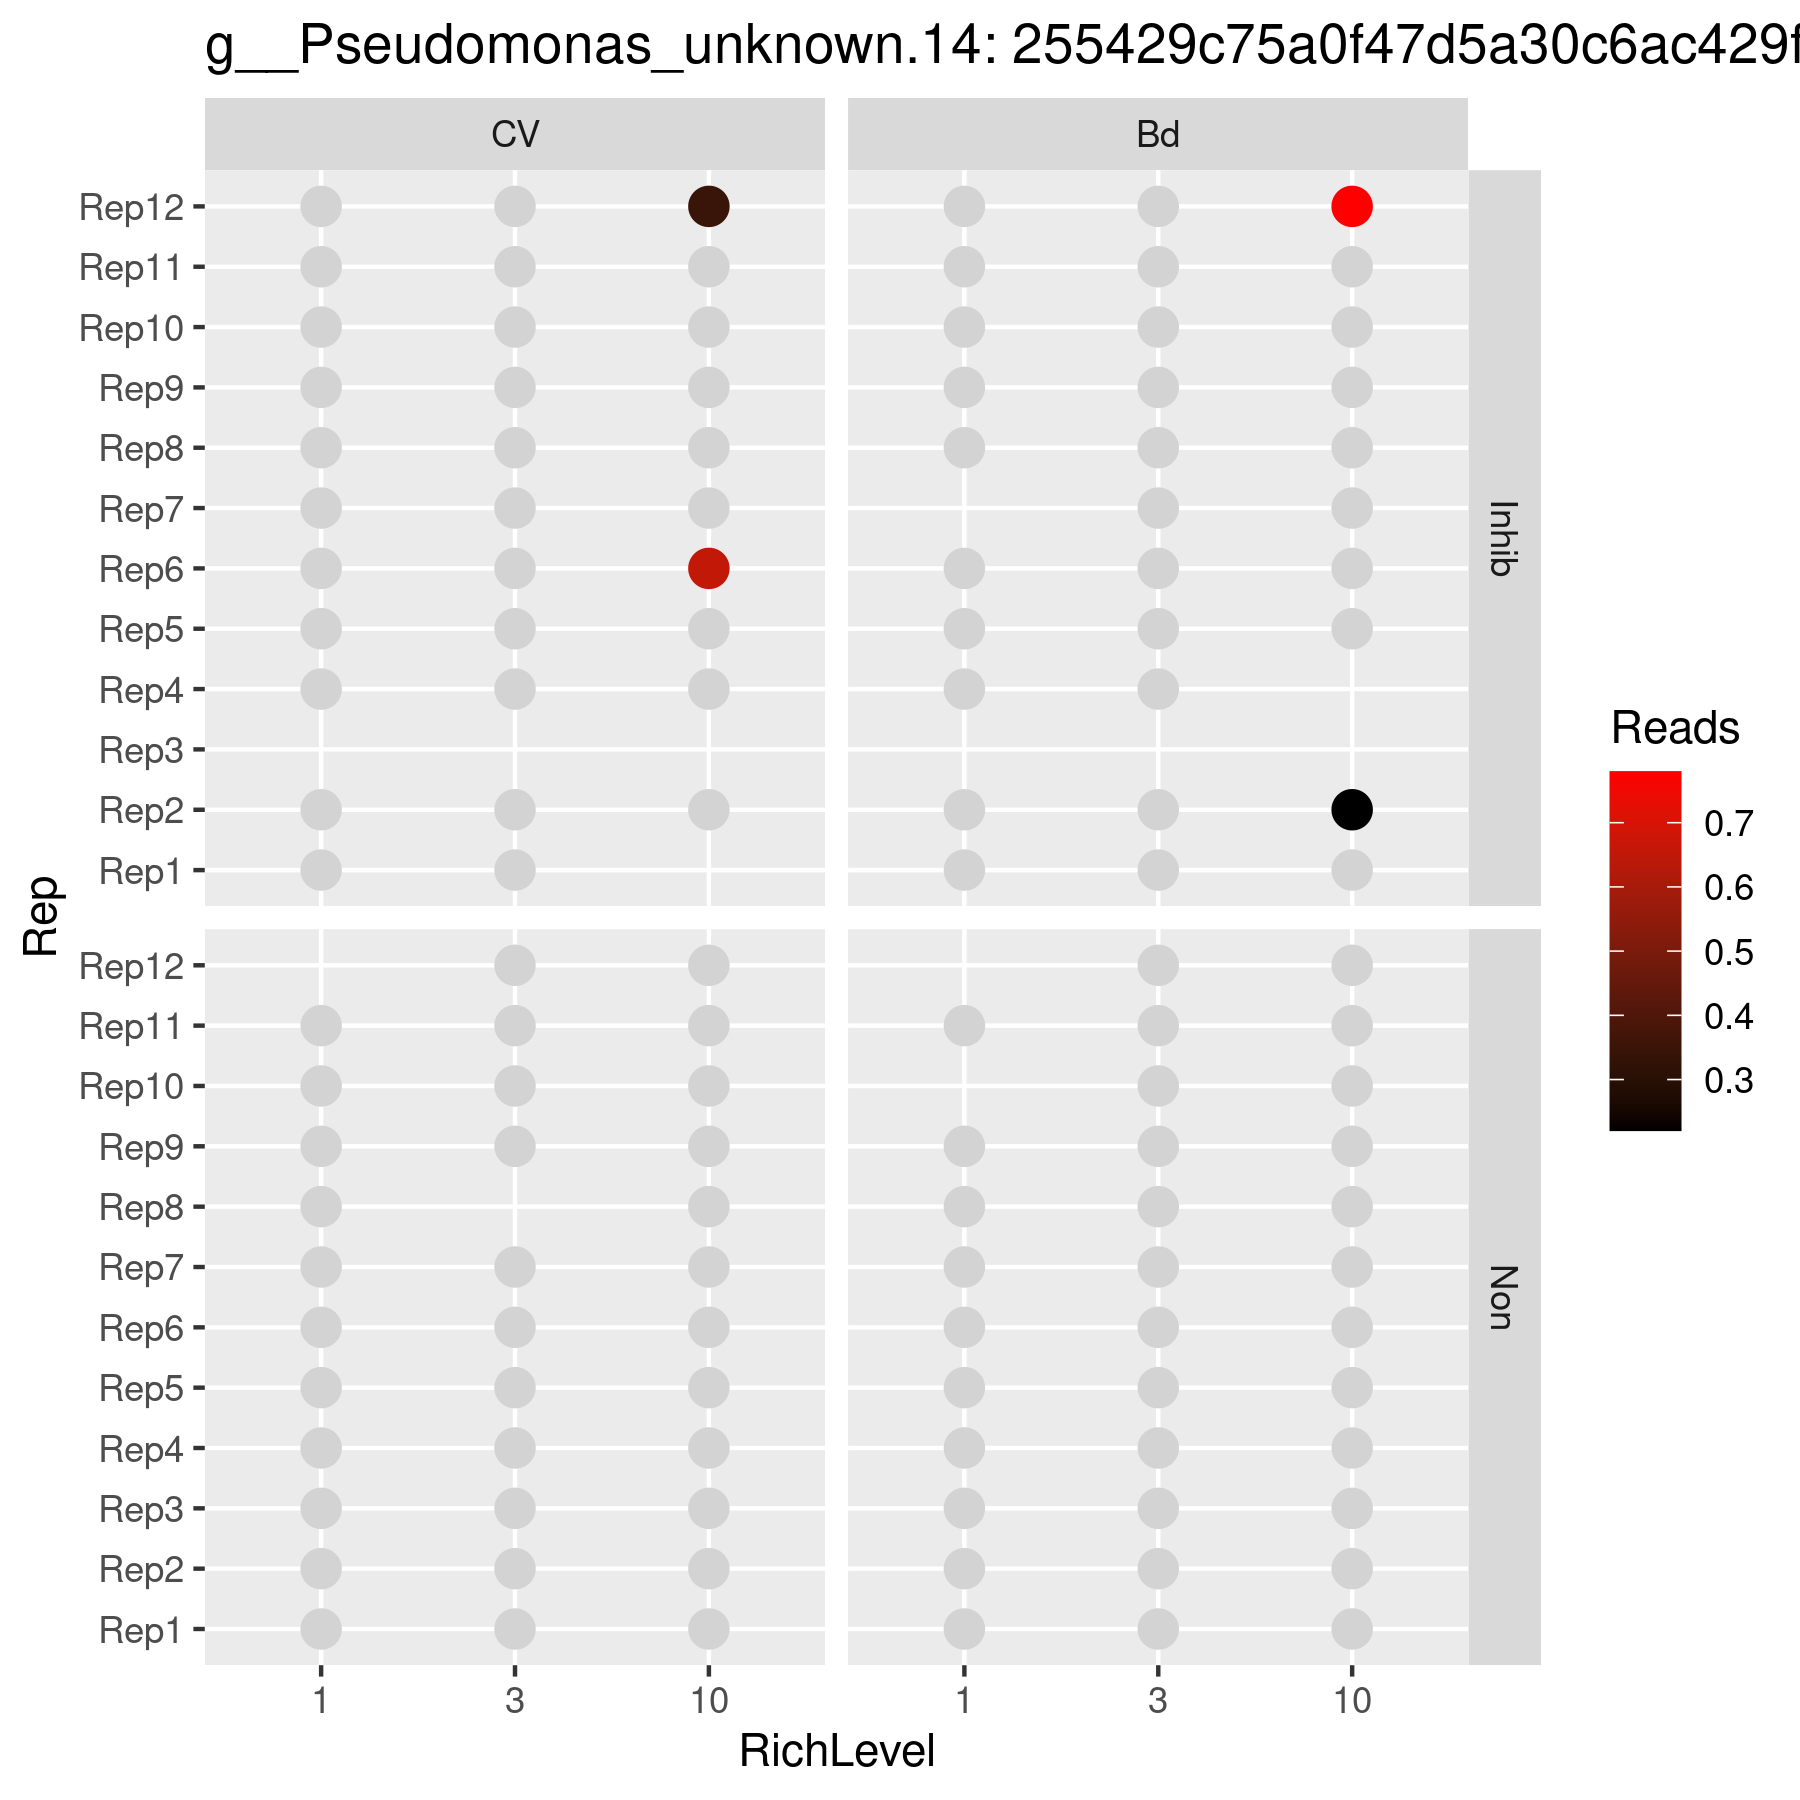 g__Pseudomonas_unknown.14: 255429c75a0f47d5a30c6ac429f
CV
Bd
Rep12
Rep11
Rep10
Rep9
Rep8
Rep7
Rep6
Rep5
Rep4
Rep3
Rep2
Rep1
Inhib
Rep
Rep12
Rep11
Rep10
Rep9
Rep8
Rep7
Rep6
Rep5
Rep4
Rep3
Rep2
Rep1
Non
1 3 10
1 3 10
RichLevel
Reads
0.7
0.6
0.5
0.4
0.3